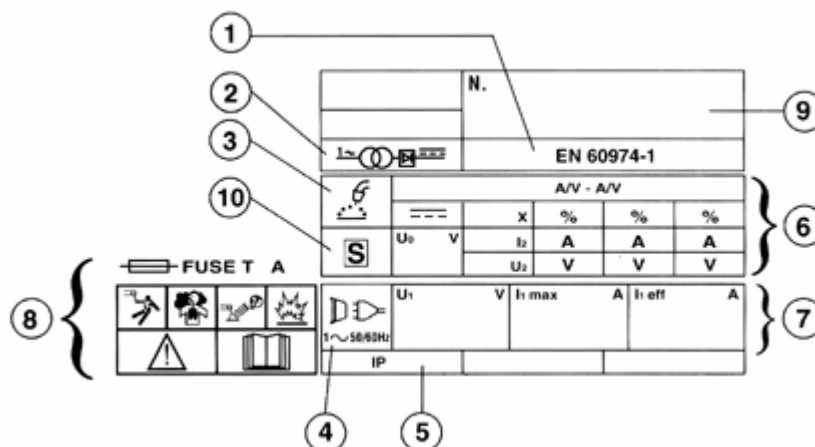 1
2
N.
9
3
1~
EN 60974-1
10
A/V - A/V
X % % %
6
S
U₀ V
I₂ A A A
U₂ V V V
FUSE T A
8
U₁ V I₁ max A I₁ eff A
7
1~50/60Hz
IP
4
5